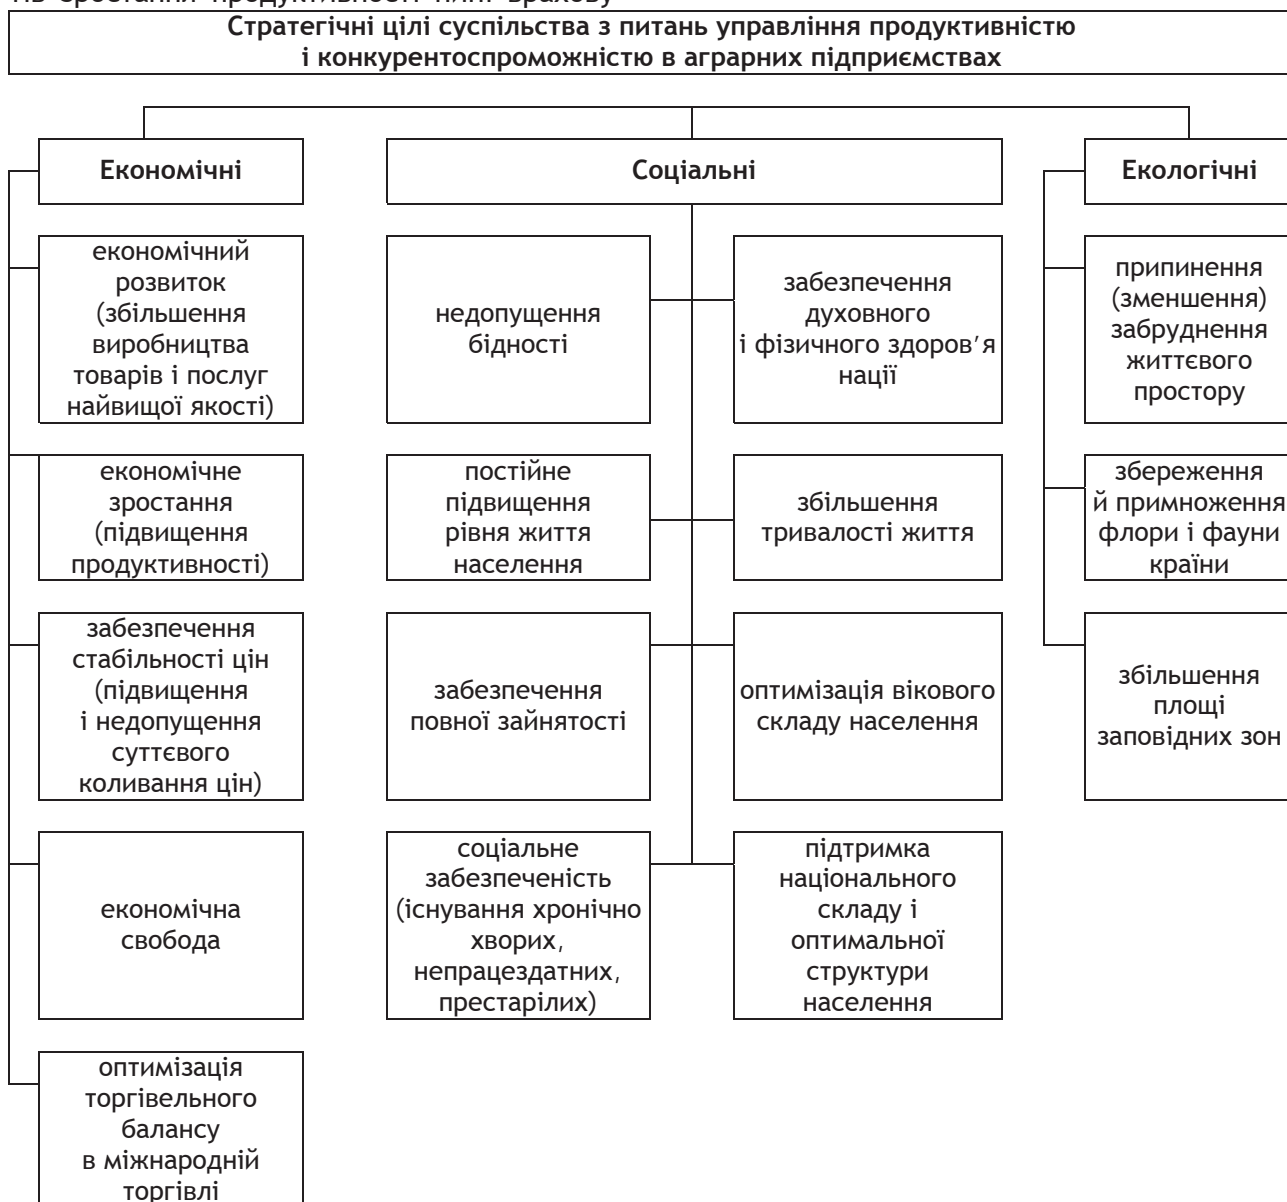 зростання продуктивності
Стратегічні цілі суспільства з питань управління продуктивністю
і конкурентоспроможністю в аграрних підприємствах
Економічні
економічний
розвиток
(збільшення
виробництва
товарів і послуг
найвищої якості)
економічне
зростання
(підвищення
продуктивності)
забезпечення
стабільності цін
(підвищення
і недопущення
суттєвого
коливання цін)
економічна
свобода
оптимізація
торгівельного
балансу
в міжнародній
торгівлі
Соціальні
недопущення
бідності
постійне
підвищення
рівня життя
населення
забезпечення
повної зайнятості
соціальне
забезпеченість
(існування хронічно
хворих,
непрацездатних,
престарілих)
забезпечення
духовного
і фізичного здоров’я
нації
збільшення
тривалості життя
оптимізація вікового
складу населення
підтримка
національного
складу і
оптимальної
структури
населення
Екологічні
припинення
(зменшення)
забруднення
життєвого
простору
збереження
й примноження
флори і фауни
країни
збільшення
площі
заповідних зон